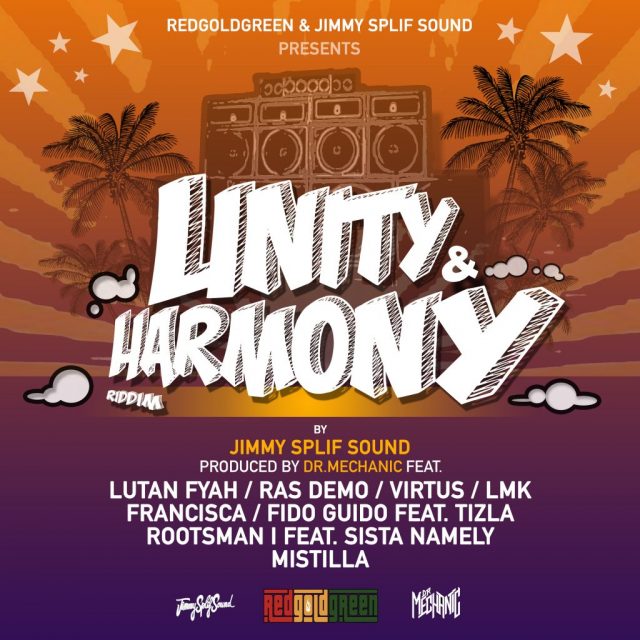 REDGOLDGREEN & JIMMY SPLIF SOUND
PRESENTS
UNITY &
HARMONY
RIDDIM
BY
JIMMY SPLIF SOUND
PRODUCED BY DR.MECHANIC FEAT.
LUTAN FYAH / RAS DEMO / VIRTUS / LMK
FRANCISCA / FIDO GUIDO FEAT. TIZLA
ROOTSMAN I FEAT. SISTA NAMELY
MISTILLA
Jimmy Splif Sound
Redgoldgreen
DR. MECHANIC